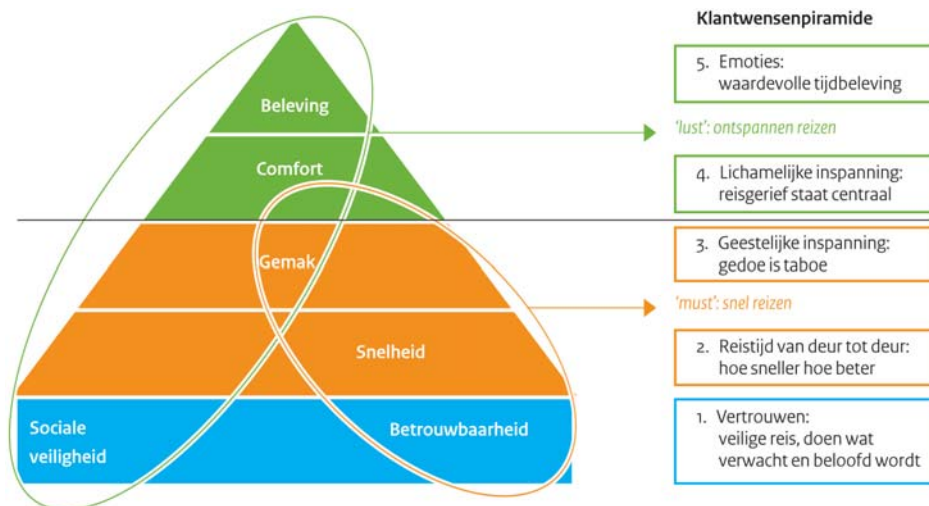 Klantwensenpiramide
Beleving
Comfort
Gemak
Snelheid
Sociale
veiligheid
Betrouwbaarheid
5. Emoties:
waardevolle tijdbeleving
‘lust’: ontspannen reizen
4. Lichamelijke inspanning:
reisgerief staat centraal
3. Geestelijke inspanning:
gedoe is taboe
‘must’: snel reizen
2. Reistijd van deur tot deur:
hoe sneller hoe beter
1. Vertrouwen:
veilige reis, doen wat
verwacht en beloofd wordt